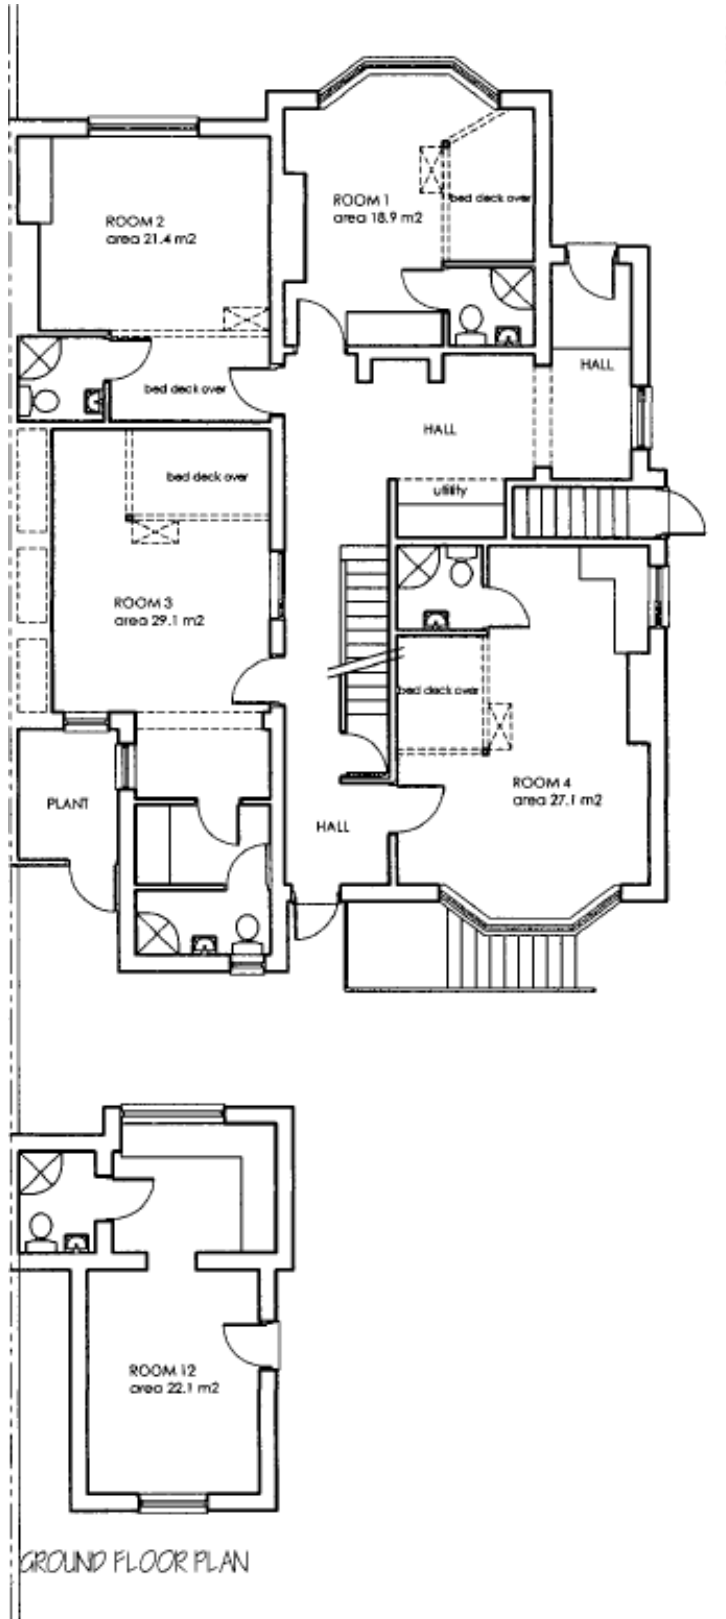 ROOM 1
area 18.9 m2
bed deck over
ROOM 2
area 21.4 m2
bed deck over
HALL
HALL
utility
bed deck over
ROOM 3
area 29.1 m2
bed deck over
ROOM 4
area 27.1 m2
PLANT
HALL
ROOM 12
area 22.1 m2
GROUND FLOOR PLAN